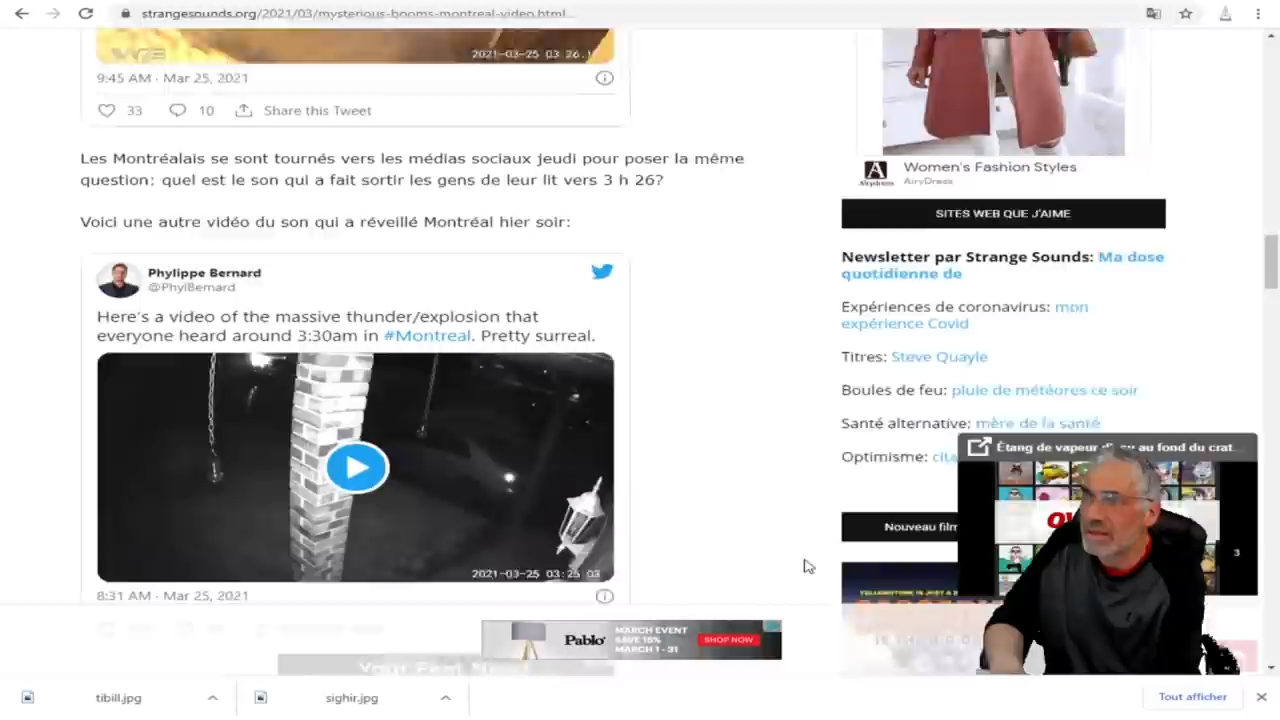 strangesounds.org/2021/03/mysterious-booms-montreal-video.html...
2021-03-25 03 26.
9:45 AM · Mar 25, 2021
33 10 Share this Tweet
Les Montréalais se sont tournés vers les médias sociaux jeudi pour poser la même
question: quel est le son qui a fait sortir les gens de leur lit vers 3 h 26?
Voici une autre vidéo du son qui a réveillé Montréal hier soir:
Phylippe Bernard
@PhylBernard
Here's a video of the massive thunder/explosion that
everyone heard around 3:30am in #Montreal. Pretty surreal.
2021-03-25 03:25 03
8:31 AM · Mar 25, 2021
Women's Fashion Styles
Airydress
AiryDress
SITES WEB QUE J'AIME
Newsletter par Strange Sounds: Ma dose
quotidienne de
Expériences de coronavirus: mon
expérience Covid
Titres: Steve Quayle
Boules de feu: pluie de météores ce soir
Santé alternative: mère de la santé
Optimisme: cita
Étang de vapeur au fond du crat...
3
Nouveau film
Pablo
MARCH EVENT
SAVE 15%
MARCH 1 - 31
SHOP NOW
tibill.jpg
sighir.jpg
Tout afficher